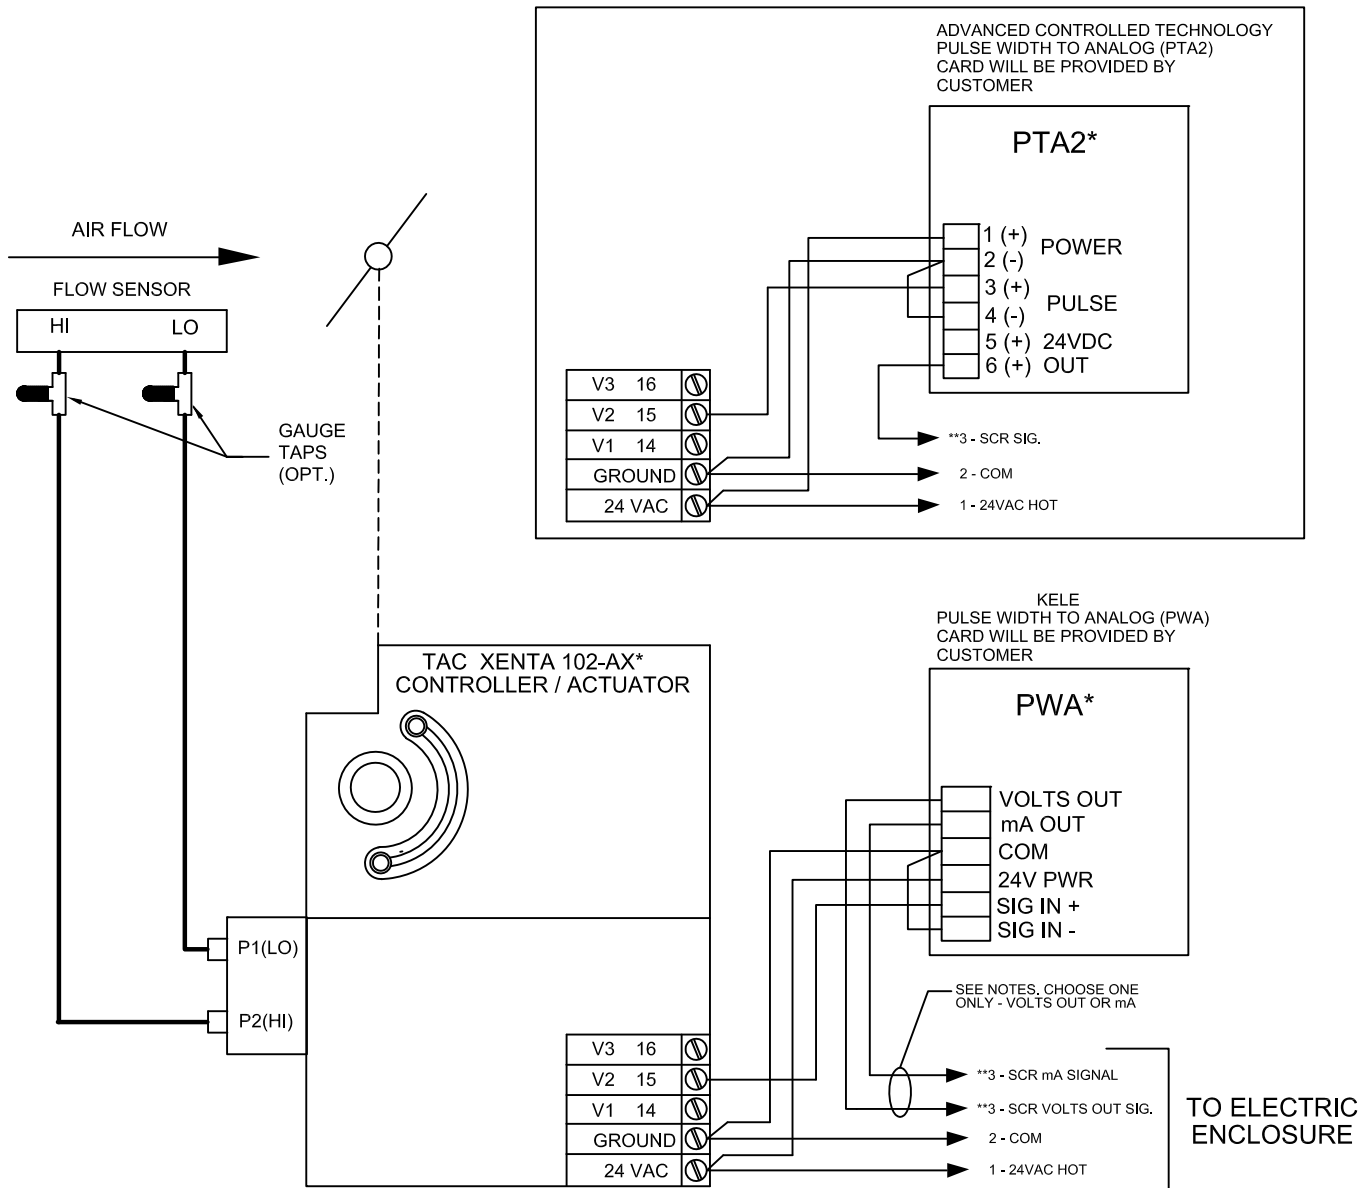 ADVANCED CONTROLLED TECHNOLOGY
PULSE WIDTH TO ANALOG (PTA2)
CARD WILL BE PROVIDED BY
CUSTOMER
PTA2*
1 (+)
POWER
2 (-)
3 (+)
PULSE
4 (-)
5 (+) 24VDC
6 (+) OUT
V3 16
V2 15
V1 14
GROUND
24 VAC
**3 - SCR SIG.
2 - COM
1 - 24VAC HOT
AIR FLOW
FLOW SENSOR
HI LO
GAUGE
TAPS
(OPT.)
TAC XENTA 102-AX*
CONTROLLER / ACTUATOR
P1(LO)
P2(HI)
V3 16
V2 15
V1 14
GROUND
24 VAC
KELE
PULSE WIDTH TO ANALOG (PWA)
CARD WILL BE PROVIDED BY
CUSTOMER
PWA*
VOLTS OUT
mA OUT
COM
24V PWR
SIG IN +
SIG IN -
SEE NOTES. CHOOSE ONE
ONLY - VOLTS OUT OR mA
**3 - SCR mA SIGNAL
**3 - SCR VOLTS OUT SIG.
2 - COM
1 - 24VAC HOT
TO ELECTRIC
ENCLOSURE